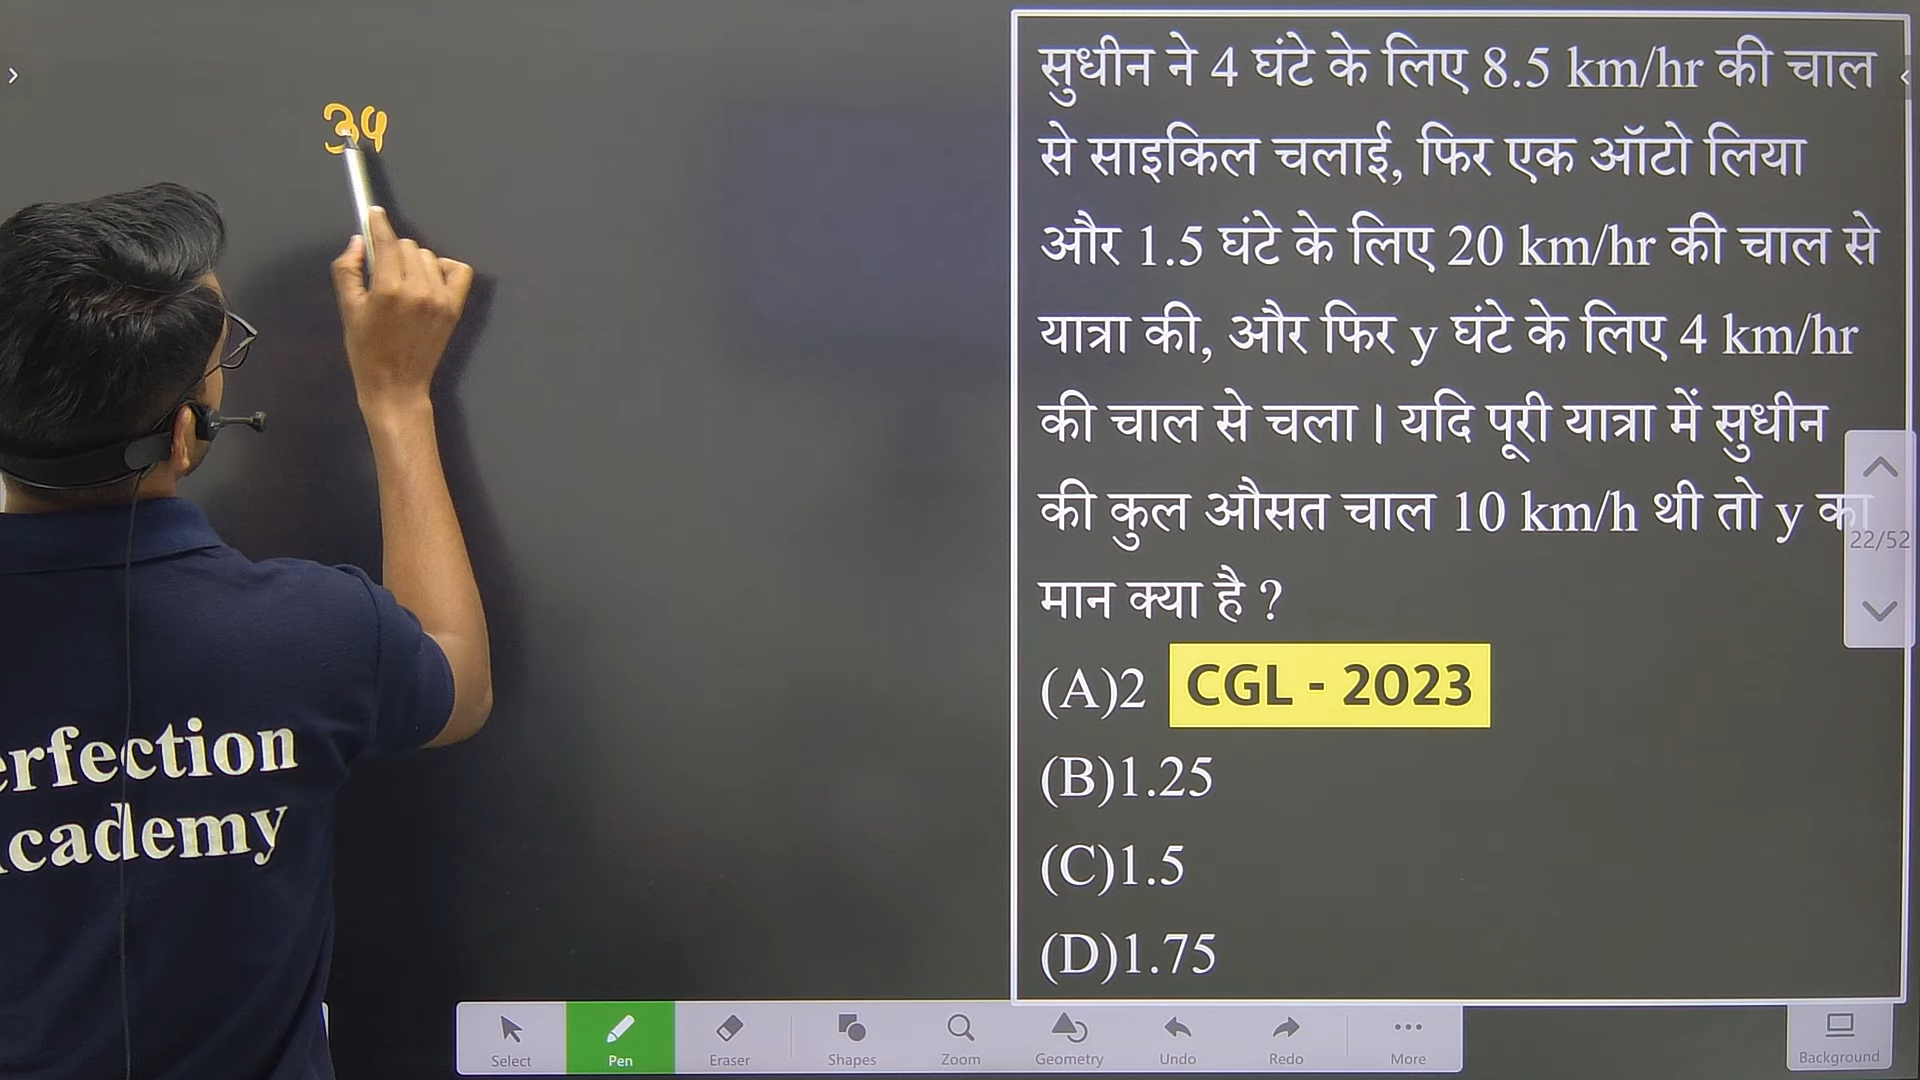 34
सुधीन ने 4 घंटे के लिए 8.5 km/hr की चाल
से साइकिल चलाई, फिर एक ऑटो लिया
और 1.5 घंटे के लिए 20 km/hr की चाल से
यात्रा की, और फिर y घंटे के लिए 4 km/hr
की चाल से चला। यदि पूरी यात्रा में सुधीन
की कुल औसत चाल 10 km/h थी तो y का
मान क्या है ?
(A)2 CGL - 2023
(B)1.25
(C)1.5
(D)1.75
22/52
erfection
cademy
Select Pen Eraser Shapes Zoom Geometry Undo Redo More Background